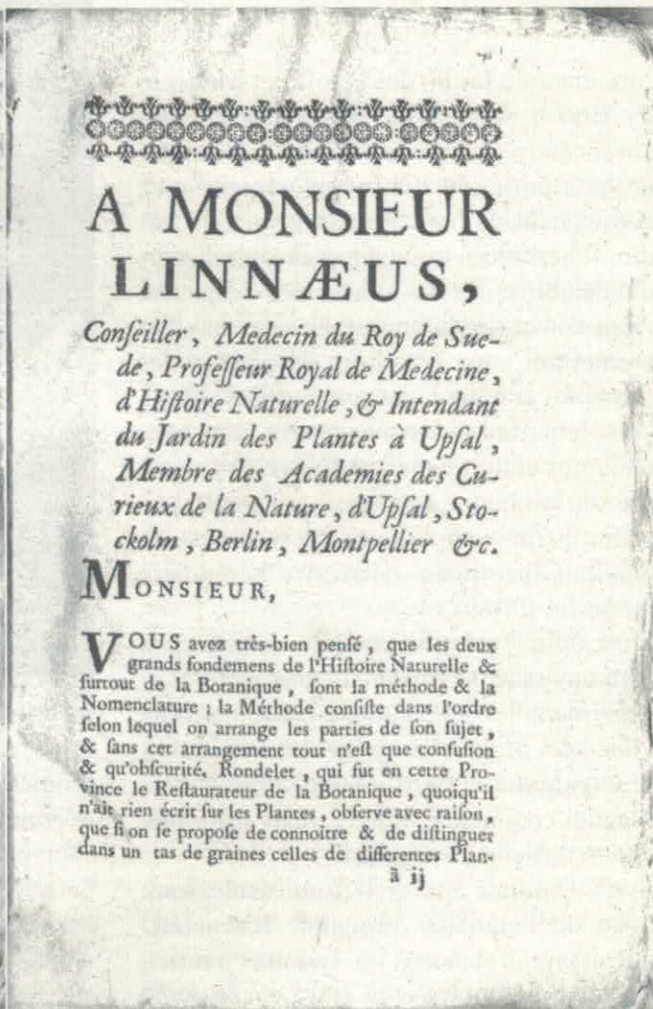 A MONSIEUR
LINNÆUS,
Conſeiller, Medecin du Roy de Sue-
de, Profeſſeur Royal de Medecine,
d'Hiſtoire Naturelle, & Intendant
du Jardin des Plantes à Upſal,
Membre des Academies des Cu-
rieux de la Nature, d'Upſal, Sto-
ckolm, Berlin, Montpellier &c.
MONSIEUR,
VOUS avez très-bien penſé, que les deux
grands fondemens de l'Hiſtoire Naturelle &
ſurtout de la Botanique, ſont la méthode & la
Nomenclature; la Méthode conſiſte dans l'ordre
ſelon lequel on arrange les parties de ſon ſujet,
& ſans cet arrangement tout n'eſt que confuſion
& qu'obſcurité. Rondelet, qui fut en cette Pro-
vince le Reſtaurateur de la Botanique, quoiqu'il
n'ait rien écrit ſur les Plantes, obſerve avec raiſon,
que ſi on ſe propoſe de connoître & de diſtinguer
dans un tas de graines celles de differentes Plan-
ã ij